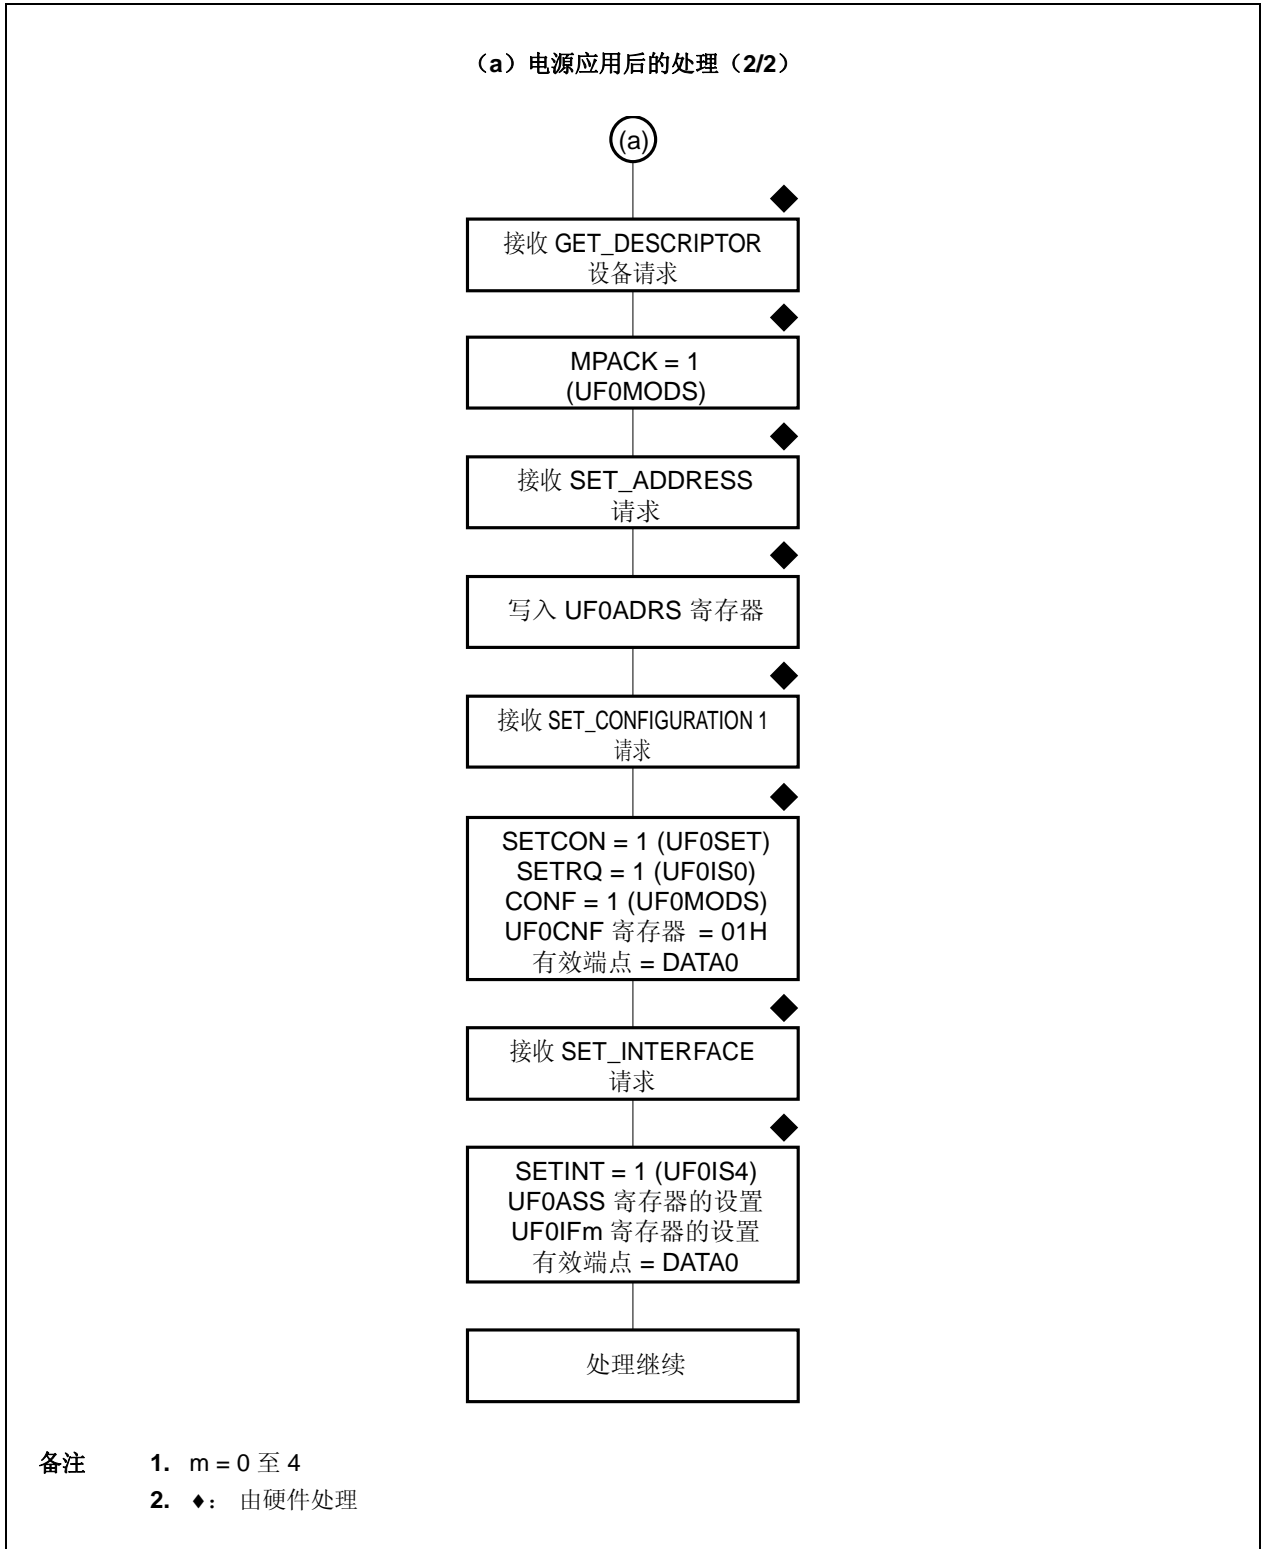 （a）电源应用后的处理（2/2）
(a)
接收 GET_DESCRIPTOR
设备请求
MPACK = 1
(UF0MODS)
接收 SET_ADDRESS
请求
写入 UF0ADRS 寄存器
接收 SET_CONFIGURATION 1
请求
SETCON = 1 (UF0SET)
SETRQ = 1 (UF0IS0)
CONF = 1 (UF0MODS)
UF0CNF 寄存器 = 01H
有效端点 = DATA0
接收 SET_INTERFACE
请求
SETINT = 1 (UF0IS4)
UF0ASS 寄存器的设置
UF0IFm 寄存器的设置
有效端点 = DATA0
处理继续
备注 1. m = 0 至 4
2. ♦： 由硬件处理